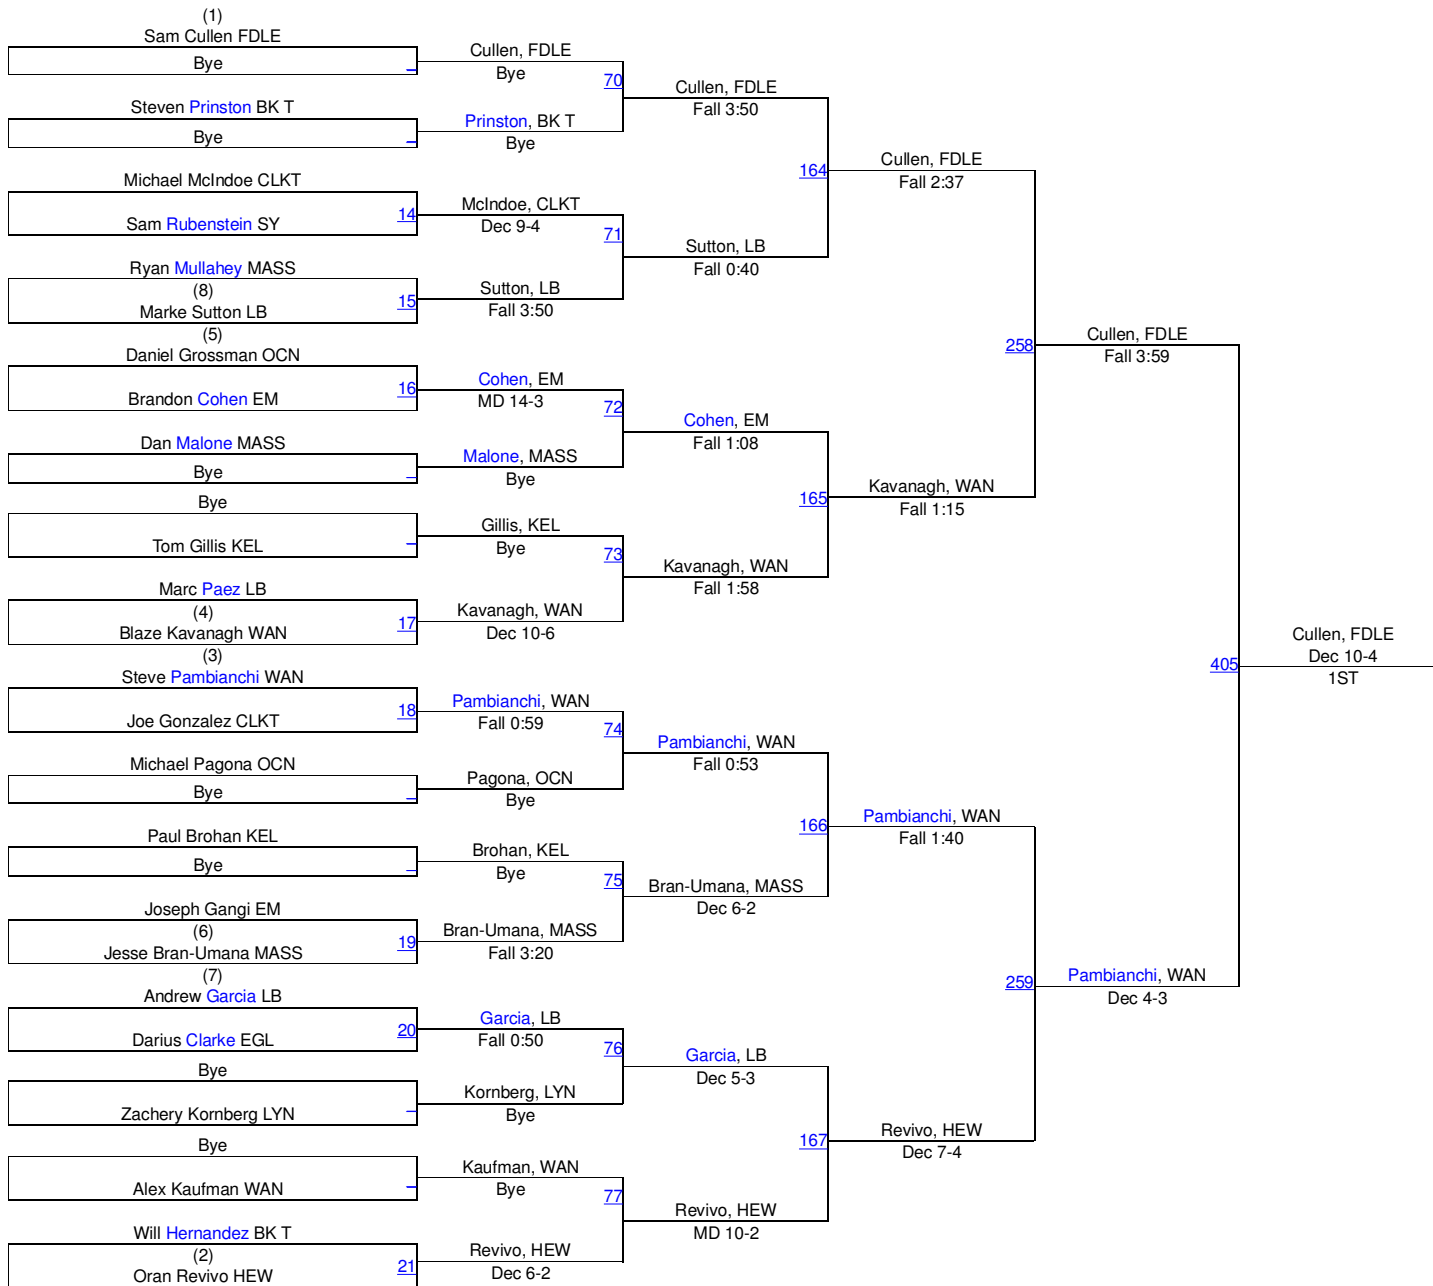 (1)
Sam Cullen FDLE
Bye
Steven Prinston BK T
Bye
Michael McIndoe CLKT
14
Sam Rubenstein SY
Ryan Mullahey MASS
(8)
15
Marke Sutton LB
(5)
Daniel Grossman OCN
16
Brandon Cohen EM
Dan Malone MASS
Bye
Bye
Tom Gillis KEL
Marc Paez LB
(4)
17
Blaze Kavanagh WAN
(3)
Steve Pambianchi WAN
18
Joe Gonzalez CLKT
Michael Pagona OCN
Bye
Paul Brohan KEL
Bye
Joseph Gangi EM
(6)
19
Jesse Bran-Umana MASS
(7)
Andrew Garcia LB
20
Darius Clarke EGL
Bye
Zachery Kornberg LYN
Bye
Alex Kaufman WAN
Will Hernandez BK T
(2)
21
Oran Revivo HEW
Cullen, FDLE
Bye
70
Prinston, BK T
Bye
McIndoe, CLKT
Dec 9-4
71
Sutton, LB
Fall 3:50
Cohen, EM
MD 14-3
72
Malone, MASS
Bye
Gillis, KEL
Bye
73
Kavanagh, WAN
Dec 10-6
Pambianchi, WAN
Fall 0:59
74
Pagona, OCN
Bye
Brohan, KEL
Bye
75
Bran-Umana, MASS
Fall 3:20
Garcia, LB
Fall 0:50
76
Kornberg, LYN
Bye
Kaufman, WAN
Bye
77
Revivo, HEW
Dec 6-2
Cullen, FDLE
Fall 3:50
164
Sutton, LB
Fall 0:40
Cohen, EM
Fall 1:08
165
Kavanagh, WAN
Fall 1:58
Pambianchi, WAN
Fall 0:53
166
Bran-Umana, MASS
Dec 6-2
Garcia, LB
Dec 5-3
167
Revivo, HEW
MD 10-2
Cullen, FDLE
Fall 2:37
258
Kavanagh, WAN
Fall 1:15
Pambianchi, WAN
Fall 1:40
259
Revivo, HEW
Dec 7-4
Cullen, FDLE
Fall 3:59
405
Pambianchi, WAN
Dec 4-3
Cullen, FDLE
Dec 10-4
1ST